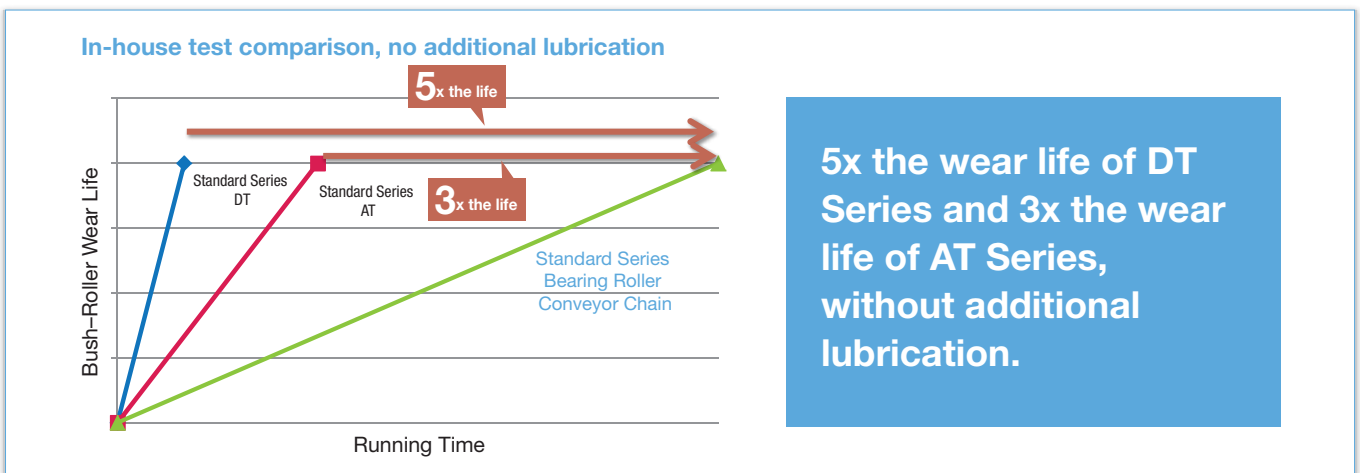 In-house test comparison, no additional lubrication
5x the life
Bush–Roller Wear Life
Standard Series
DT
Standard Series
AT
3x the life
Standard Series
Bearing Roller
Conveyor Chain
Running Time
5x the wear life of DT
Series and 3x the wear
life of AT Series,
without additional
lubrication.